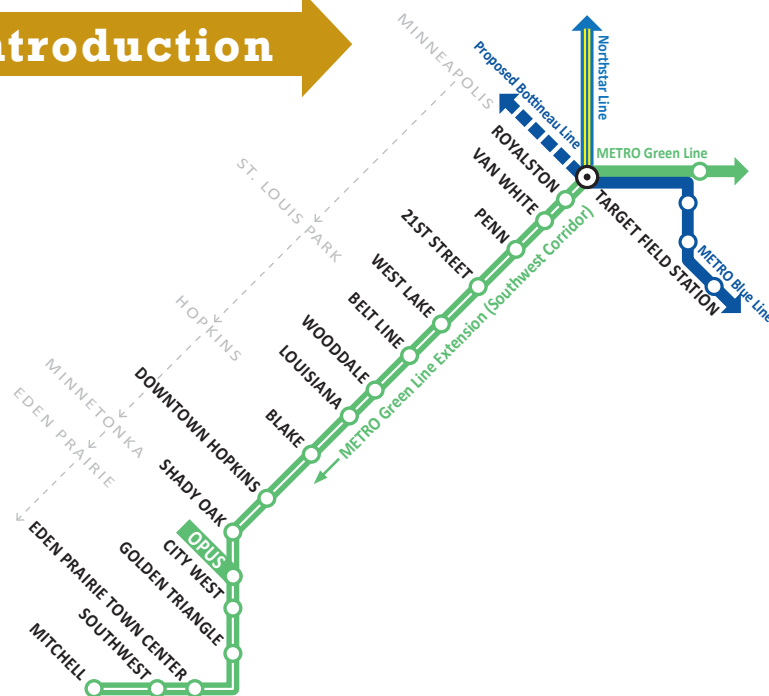 ntroduction
MINNEAPOLIS
ST. LOUIS PARK
HOPKINS
MINNETONKA
EDEN PRAIRIE
Northstar Line
Proposed Bottineau Line
METRO Green Line
METRO Blue Line
TARGET FIELD STATION
ROYALSTON
VAN WHITE
PENN
21ST STREET
WEST LAKE
BELT LINE
WOODDALE
LOUISIANA
BLAKE
DOWNTOWN HOPKINS
SHADY OAK
OPUS
CITY WEST
GOLDEN TRIANGLE
EDEN PRAIRIE TOWN CENTER
SOUTHWEST
MITCHELL
METRO Green Line Extension (Southwest Corridor)